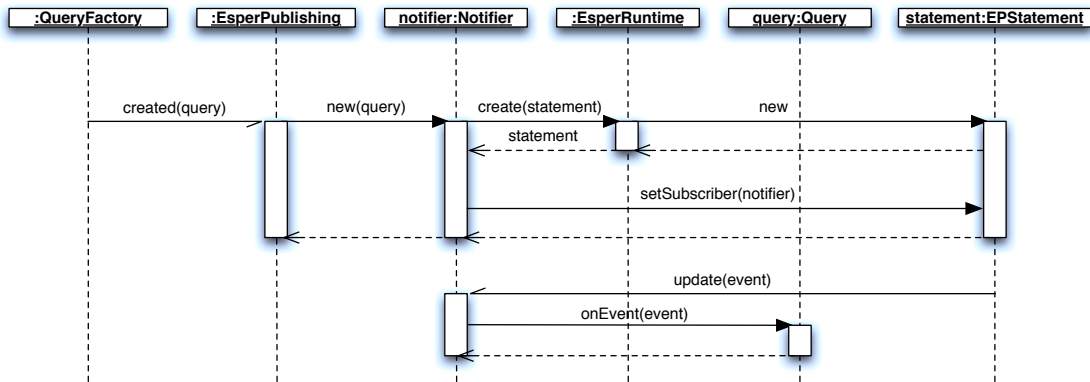 :QueryFactory
:EsperPublishing
notifier:Notifier
:EsperRuntime
query:Query
statement:EPStatement
created(query)
new(query)
create(statement)
new
statement
setSubscriber(notifier)
update(event)
onEvent(event)